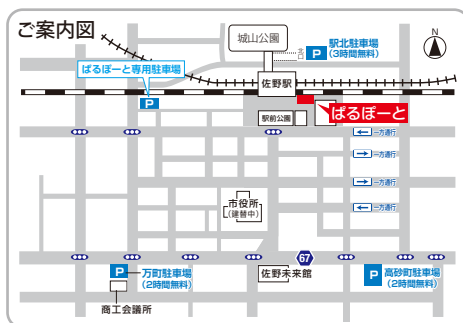 ご案内図
城山公園
北口
P
駅北駐車場
(3時間無料)
N
ぱるぽーと専用駐車場
P
佐野駅
駅前公園
ぱるぽーと
一方通行
一方通行
一方通行
一方通行
市役所
(建替中)
67
P
万町駐車場
(2時間無料)
佐野未来館
P
高砂町駐車場
(2時間無料)
商工会議所